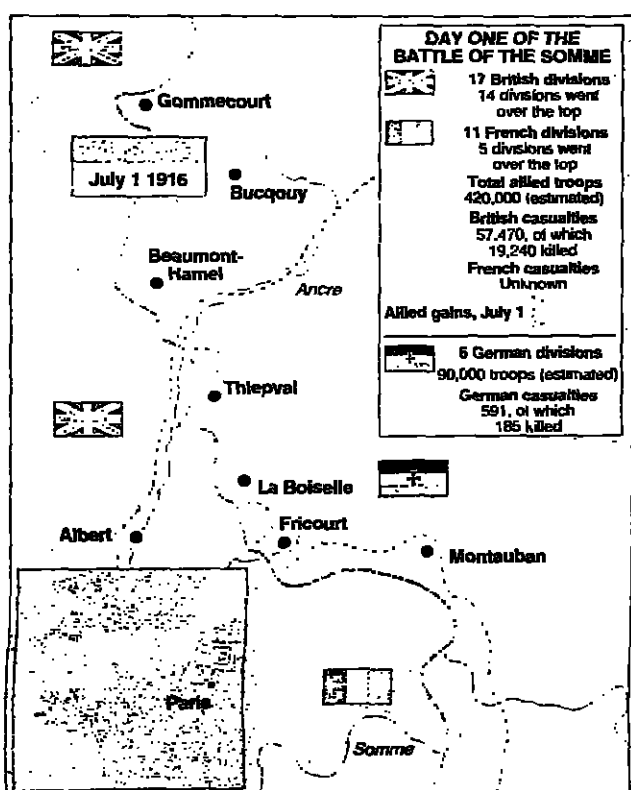 Gommecourt
July 1 1916
Bucqouy
Beaumont-
Hamel
Ancre
Thiepval
La Boiselle
Albert
Fricourt
Montauban
Paris
Somme
DAY ONE OF THE
BATTLE OF THE SOMME
17 British divisions
14 divisions went
over the top
11 French divisions
5 divisions went
over the top
Total allied troops
420,000 (estimated)
British casualties
57.470, of which
19,240 killed
French casualties
Unknown
Allied gains, July 1
6 German divisions
90,000 troops (estimated)
German casualties
591, of which
185 killed